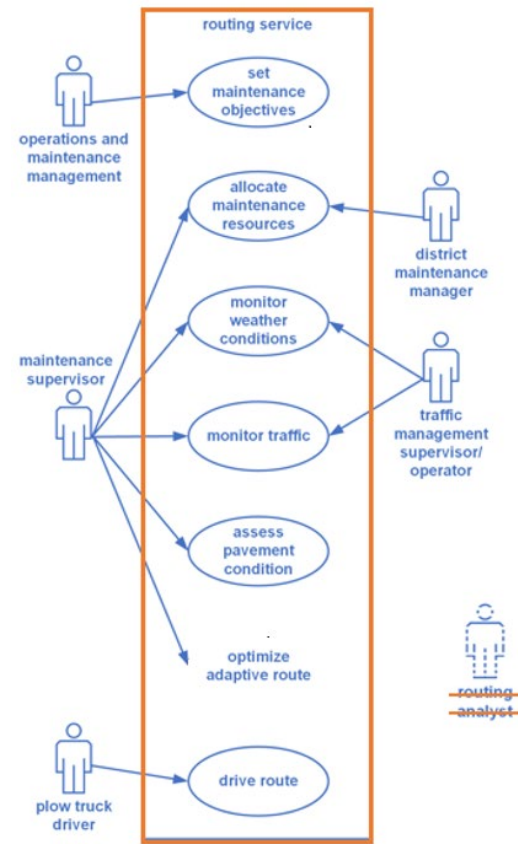 routing service
set
maintenance
objectives
operations and
maintenance
management
allocate
maintenance
resources
district
maintenance
manager
monitor
weather
conditions
maintenance
supervisor
traffic
management
supervisor/
operator
monitor traffic
assess
pavement
condition
optimize
adaptive route
routing
analyst
drive route
plow truck
driver